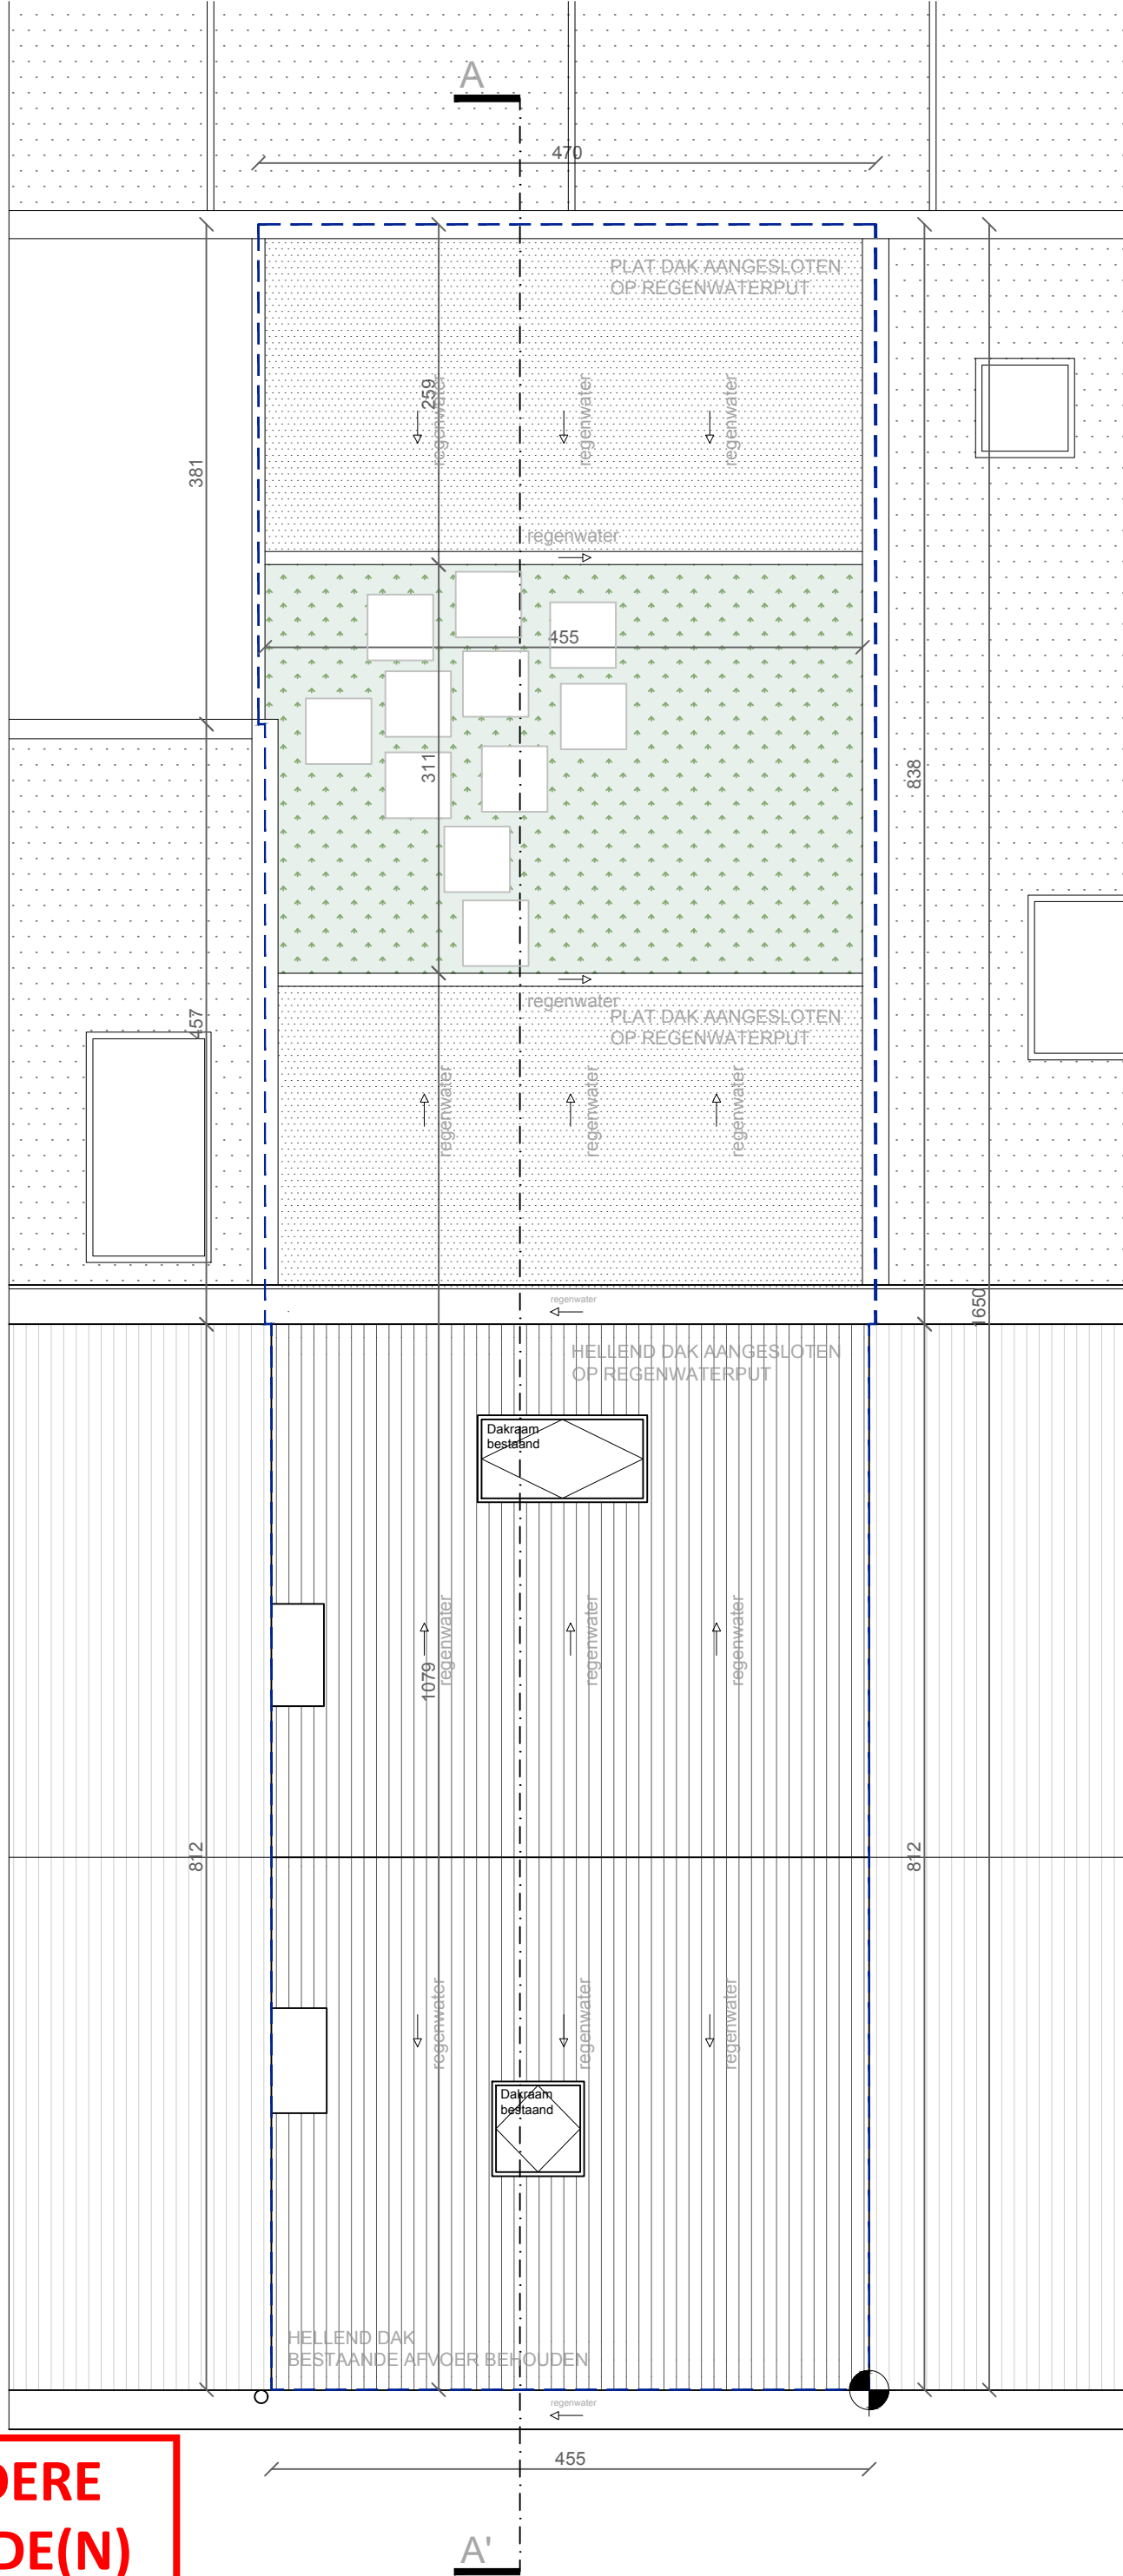 A
470
PLAT DAK AANGESLOTEN
OP REGENWATERPUT
259
regenwater
regenwater
regenwater
381
regenwater
455
311
838
regenwater
PLAT DAK AANGESLOTEN
OP REGENWATERPUT
457
regenwater
regenwater
regenwater
regenwater
1650
HELLEND DAK AANGESLOTEN
OP REGENWATERPUT
Dakraam
bestaand
regenwater
regenwater
regenwater
1079
812
812
regenwater
regenwater
regenwater
Dakraam
bestaand
HELLEND DAK
BESTAANDE AFVOER BEHOUDEN
regenwater
455
DERE
DE(N)
A'